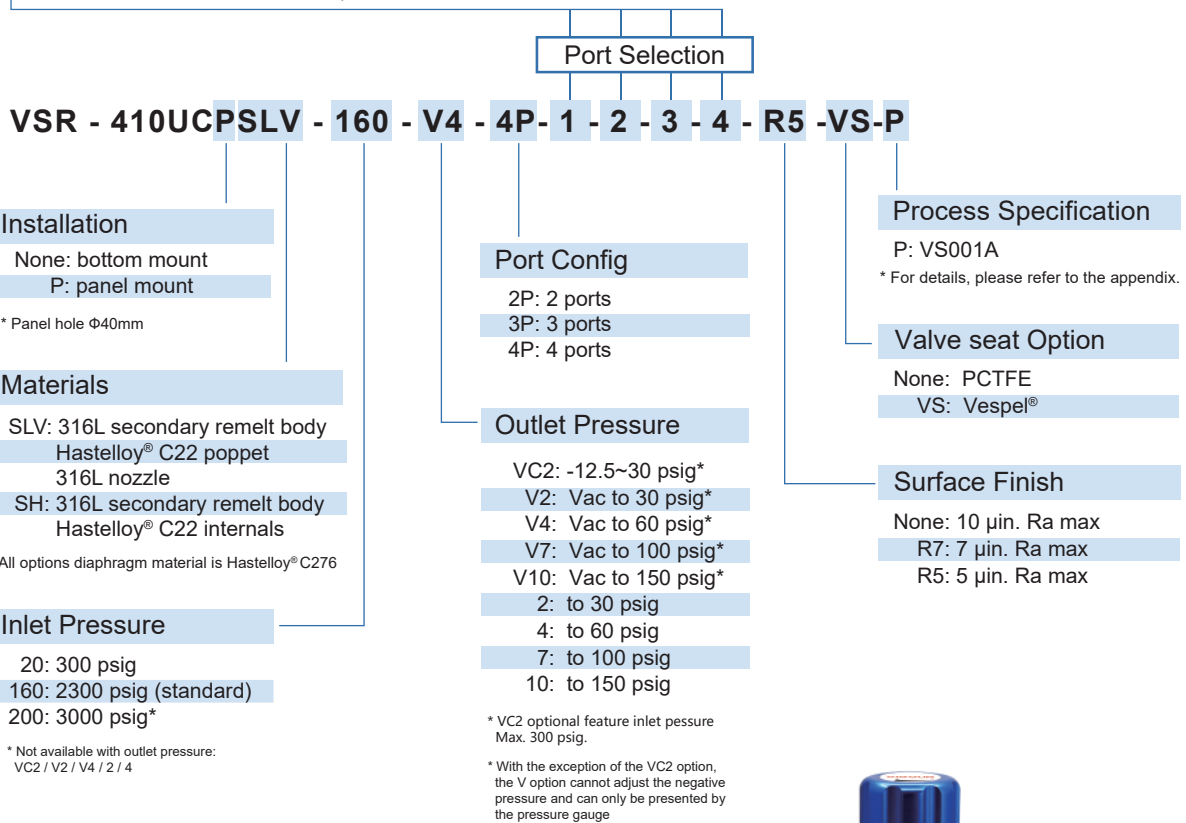 Port Selection
VSR - 410UCPSLV - 160 - V4 - 4P- 1 - 2 - 3 - 4 - R5 -VS-P
Installation
None: bottom mount
P: panel mount
* Panel hole Φ40mm
Materials
SLV: 316L secondary remelt body
Hastelloy® C22 poppet
316L nozzle
SH: 316L secondary remelt body
Hastelloy® C22 internals
All options diaphragm material is Hastelloy® C276
Inlet Pressure
20: 300 psig
160: 2300 psig (standard)
200: 3000 psig*
* Not available with outlet pressure:
VC2 / V2 / V4 / 2 / 4
Port Config
2P: 2 ports
3P: 3 ports
4P: 4 ports
Outlet Pressure
VC2: -12.5~30 psig*
V2: Vac to 30 psig*
V4: Vac to 60 psig*
V7: Vac to 100 psig*
V10: Vac to 150 psig*
2: to 30 psig
4: to 60 psig
7: to 100 psig
10: to 150 psig
* VC2 optional feature inlet pessure
Max. 300 psig.
* With the exception of the VC2 option,
the V option cannot adjust the negative
pressure and can only be presented by
the pressure gauge
Process Specification
P: VS001A
* For details, please refer to the appendix.
Valve seat Option
None: PCTFE
VS: Vespel®
Surface Finish
None: 10 µin. Ra max
R7: 7 µin. Ra max
R5: 5 µin. Ra max